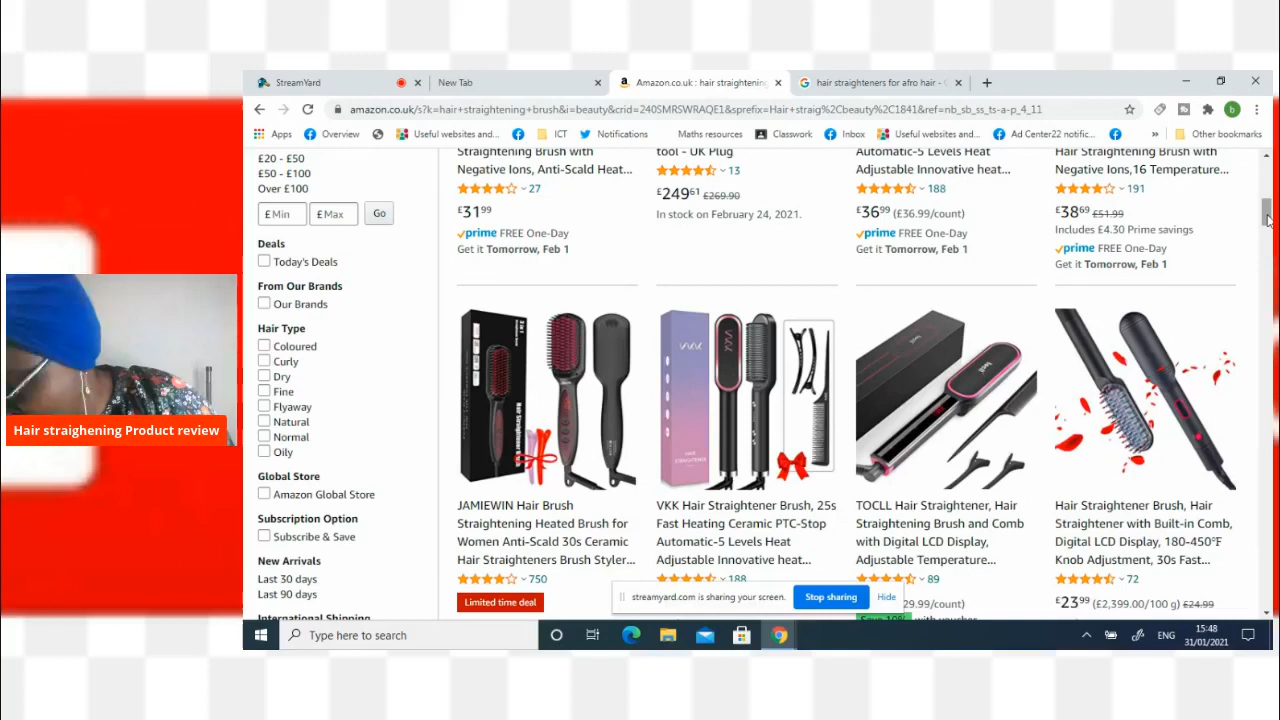 StreamYard
New Tab
Amazon.co.uk : hair straightening
hair straighteners for afro hair -
amazon.co.uk/s?k=hair+straightening+brush&i=beauty&crid=240SMRSWRAQE1&sprefix=Hair+straig%2Cbeauty%2C1841&ref=nb_sb_ss_ts-a-p_4_11
b
Apps
Overview
Useful websites and...
ICT
Notifications
Maths resources
Classwork
Inbox
Useful websites and...
Ad Center22 notific...
»
Other bookmarks
£20 - £50
£50 - £100
Over £100
£ Min
£ Max
Go
Deals
Today's Deals
From Our Brands
Our Brands
Hair Type
Coloured
Curly
Dry
Fine
Flyaway
Natural
Normal
Oily
Global Store
Amazon Global Store
Subscription Option
Subscribe & Save
New Arrivals
Last 30 days
Last 90 days
International Shipping
Straightening Brush with
Negative Ions, Anti-Scald Heat...
27
£31.99
prime FREE One-Day
Get it Tomorrow, Feb 1
tool - UK Plug
13
£249.61 £269.90
In stock on February 24, 2021.
Automatic-5 Levels Heat
Adjustable Innovative heat...
188
£36.99 (£36.99/count)
prime FREE One-Day
Get it Tomorrow, Feb 1
Hair Straightening Brush with
Negative Ions,16 Temperature...
191
£38.69 £51.99
Includes £4.30 Prime savings
prime FREE One-Day
Get it Tomorrow, Feb 1
VKK
HAIR
STRAIGHTENER
JAMIEWIN Hair Brush
Straightening Heated Brush for
Women Anti-Scald 30s Ceramic
Hair Straighteners Brush Styler...
750
Limited time deal
VKK Hair Straightener Brush, 25s
Fast Heating Ceramic PTC-Stop
Automatic-5 Levels Heat
Adjustable Innovative heat...
188
TOCLL Hair Straightener, Hair
Straightening Brush and Comb
with Digital LCD Display,
Adjustable Temperature...
89
29.99/count)
Save 10% with voucher
Hair Straightener Brush, Hair
Straightener with Built-in Comb,
Digital LCD Display, 180-450°F
Knob Adjustment, 30s Fast...
72
£23.99 (£2,399.00/100 g) £24.99
streamyard.com is sharing your screen.
Stop sharing
Hide
Type here to search
ENG
15:48
31/01/2021
Hair straighening Product review